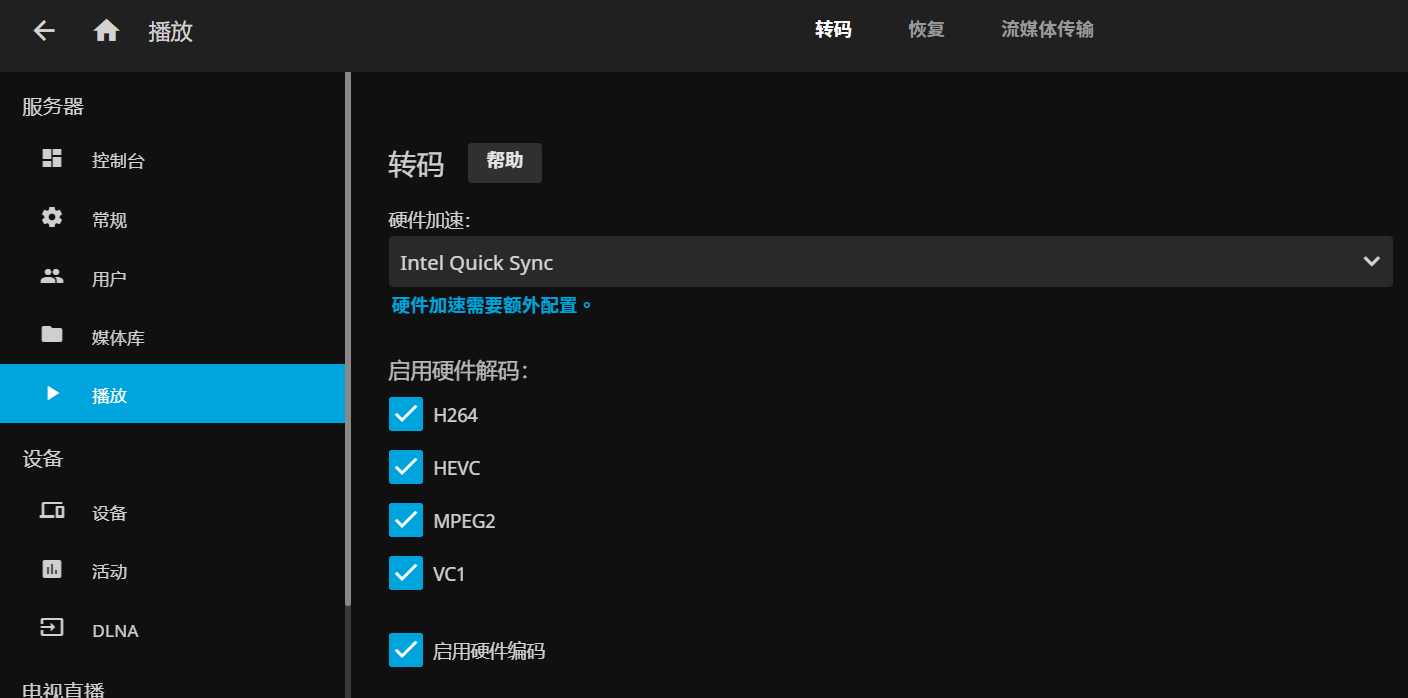 播放
转码
恢复
流媒体传输
服务器
控制台
常规
用户
媒体库
播放
设备
设备
活动
DLNA
电视直播
转码
帮助
硬件加速：
Intel Quick Sync
硬件加速需要额外配置。
启用硬件解码：
H264
HEVC
MPEG2
VC1
启用硬件编码